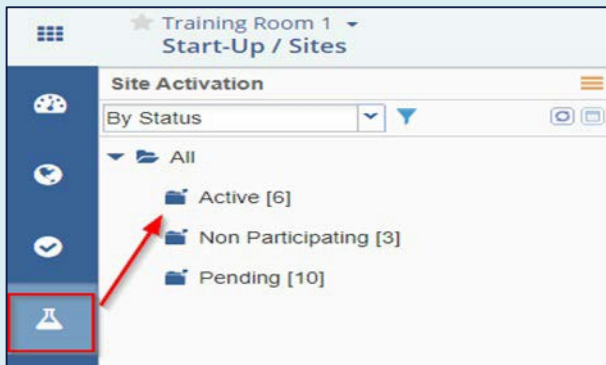 Training Room 1
Start-Up / Sites
Site Activation
By Status
All
Active [6]
Non Participating [3]
Pending [10]